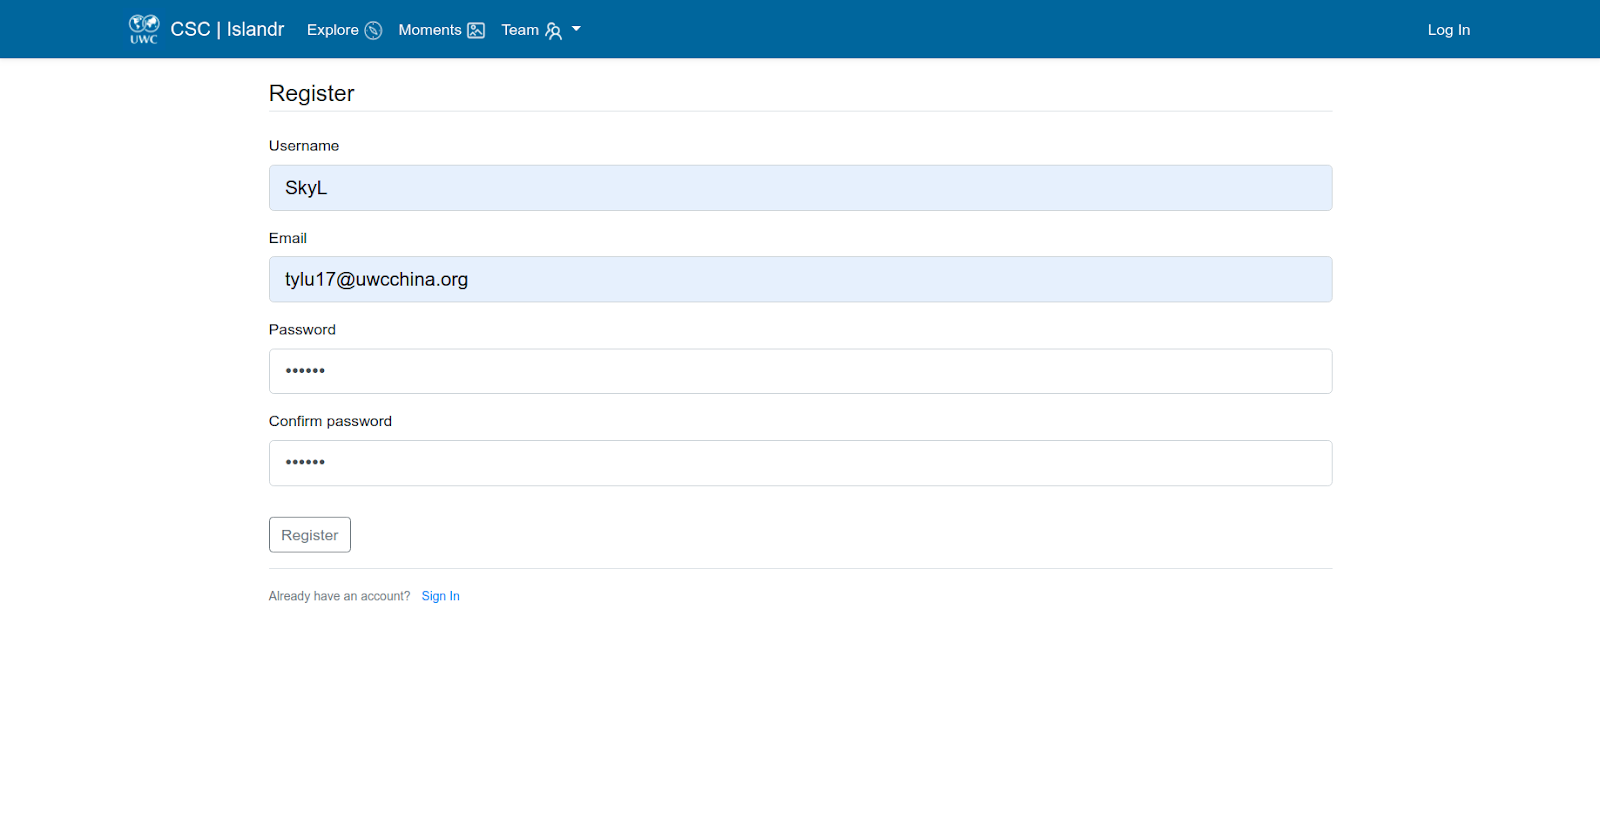 UWC CSC | Islandr Explore Moments Team Log In
Register
Username
SkyL
Email
tylu17@uwcchina.org
Password
••••••
Confirm password
••••••
Register
Already have an account? Sign In